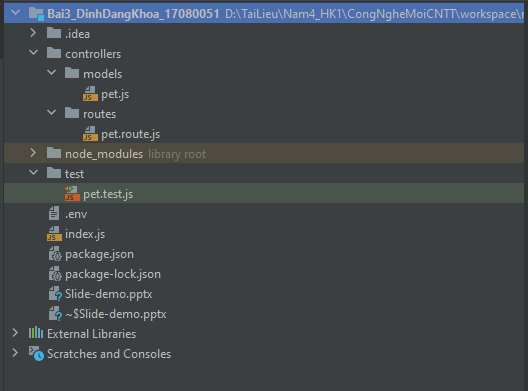 Bai3_DinhDangKhoa_17080051 D:\TaiLieu\Nam4_HK1\CongNgheMoiCNTT\workspace\
.idea
controllers
models
pet.js
routes
pet.route.js
node_modules library root
test
pet.test.js
.env
index.js
package.json
package-lock.json
Slide-demo.pptx
~$Slide-demo.pptx
External Libraries
Scratches and Consoles